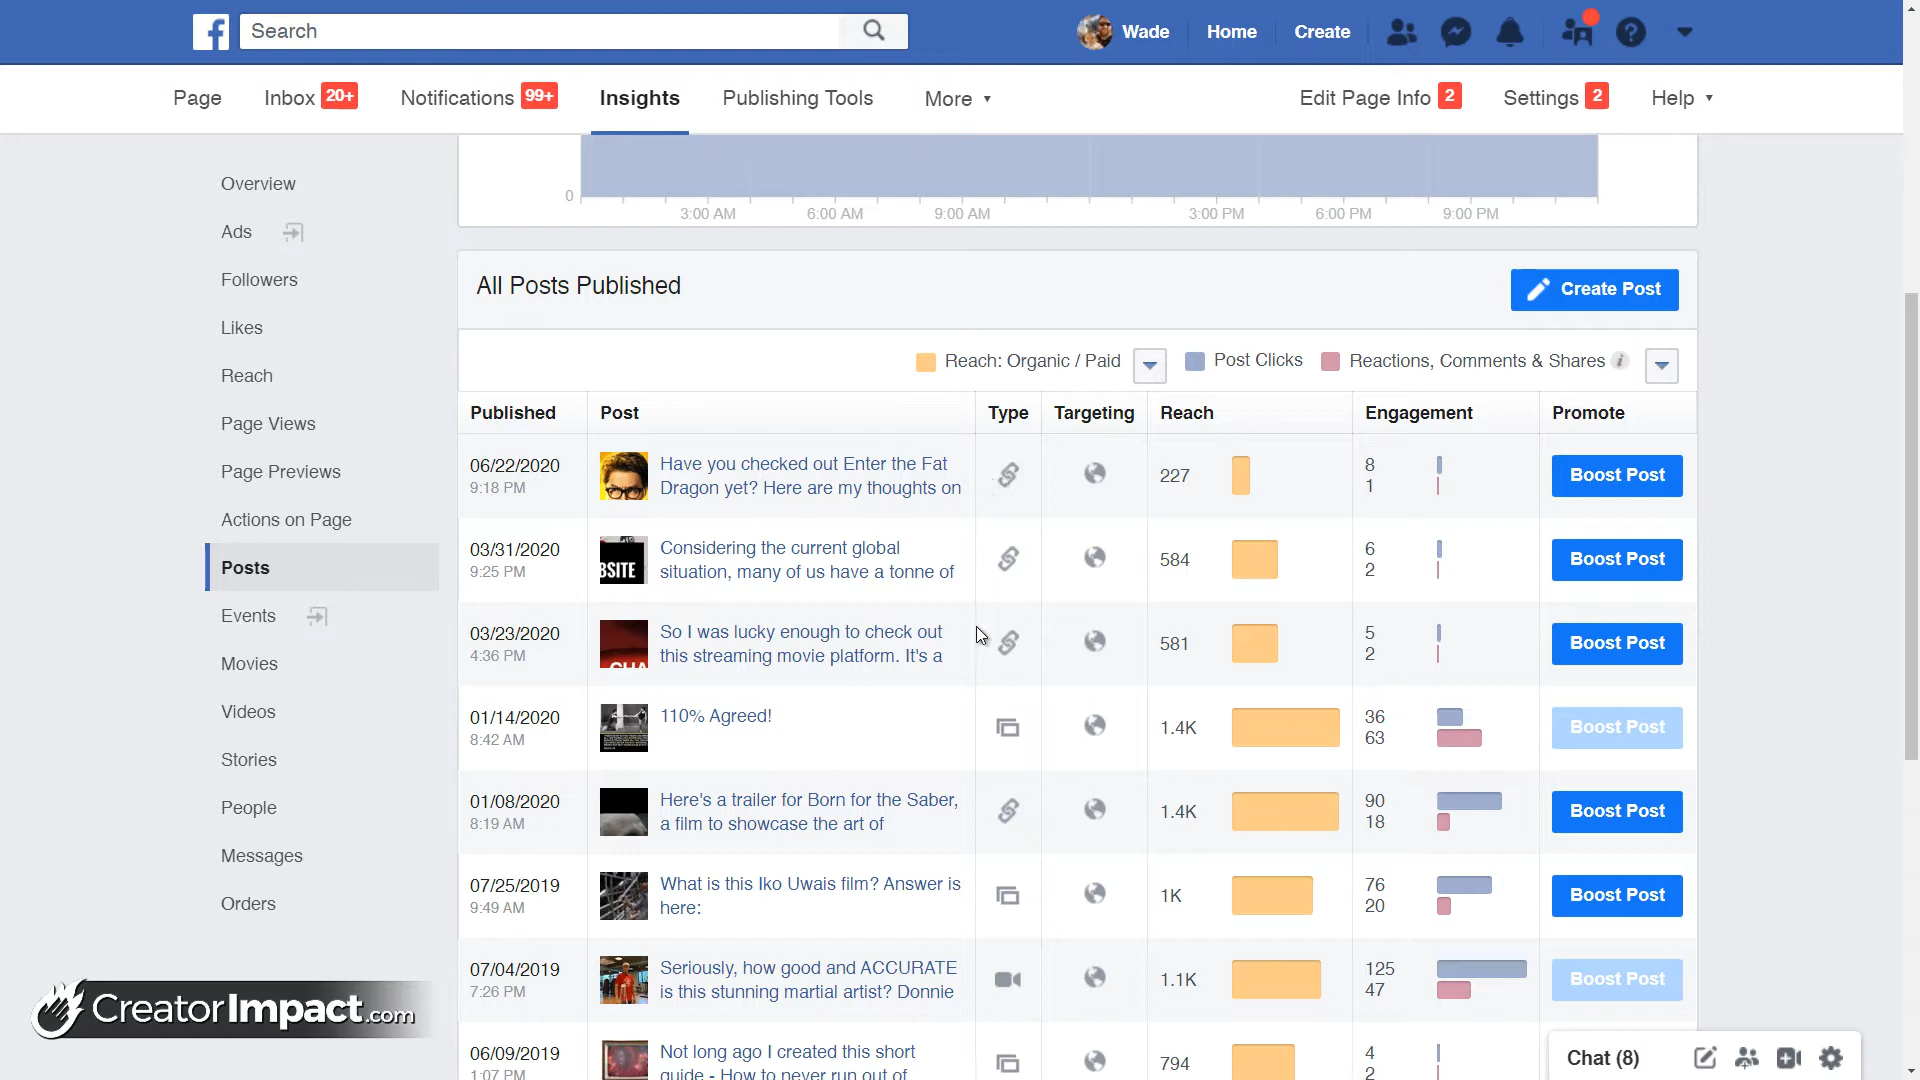 Search
Wade
Home
Create
Page
Inbox 20+
Notifications 99+
Insights
Publishing Tools
More
Edit Page Info 2
Settings 2
Help
Overview
Ads
Followers
Likes
Reach
Page Views
Page Previews
Actions on Page
Posts
Events
Movies
Videos
Stories
People
Messages
Orders
0
3:00 AM 6:00 AM 9:00 AM 3:00 PM 6:00 PM 9:00 PM
All Posts Published
Create Post
Reach: Organic / Paid Post Clicks Reactions, Comments & Shares
Published Post Type Targeting Reach Engagement Promote
06/22/2020
9:18 PM
Have you checked out Enter the Fat
Dragon yet? Here are my thoughts on
227
8
1
Boost Post
03/31/2020
9:25 PM
BSITE
Considering the current global
situation, many of us have a tonne of
584
6
2
Boost Post
03/23/2020
4:36 PM
So I was lucky enough to check out
this streaming movie platform. It's a
581
5
2
Boost Post
01/14/2020
8:42 AM
110% Agreed!
1.4K
36
63
Boost Post
01/08/2020
8:19 AM
Here's a trailer for Born for the Saber,
a film to showcase the art of
1.4K
90
18
Boost Post
07/25/2019
9:49 AM
What is this Iko Uwais film? Answer is
here:
1K
76
20
Boost Post
07/04/2019
7:26 PM
Seriously, how good and ACCURATE
is this stunning martial artist? Donnie
1.1K
125
47
Boost Post
06/09/2019
1:07 PM
Not long ago I created this short
guide - How to never run out of
794
4
2
Chat (8)
CreatorImpact.com